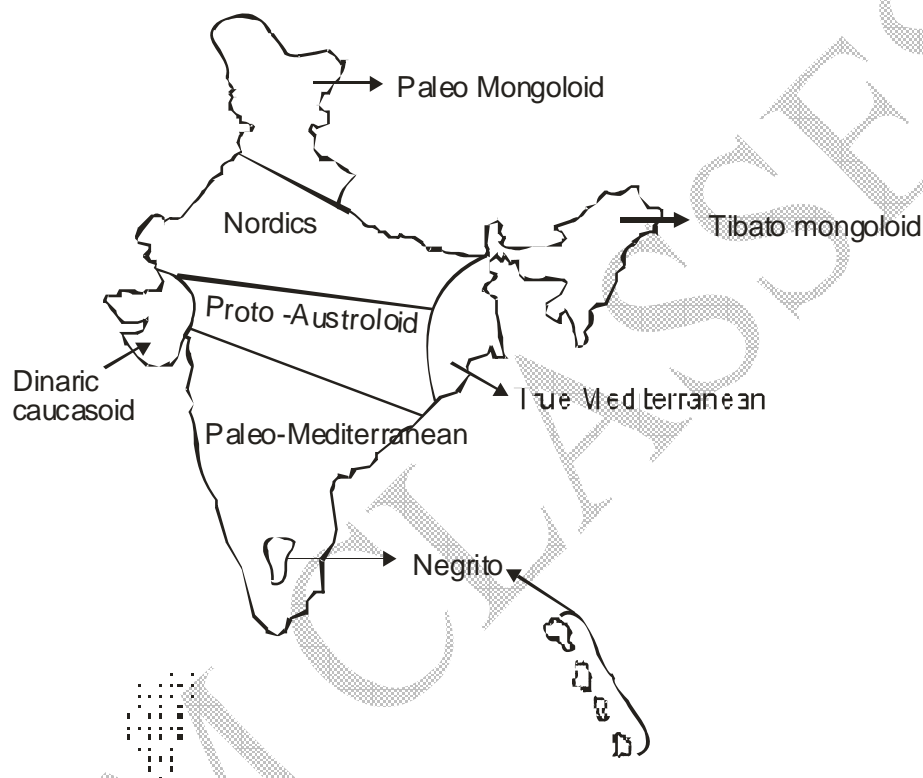 Paleo Mongoloid
Nordics
Tibato mongoloid
Proto -Austroloid
Dinaric
caucasoid
True Mediterranean
Paleo-Mediterranean
Negrito